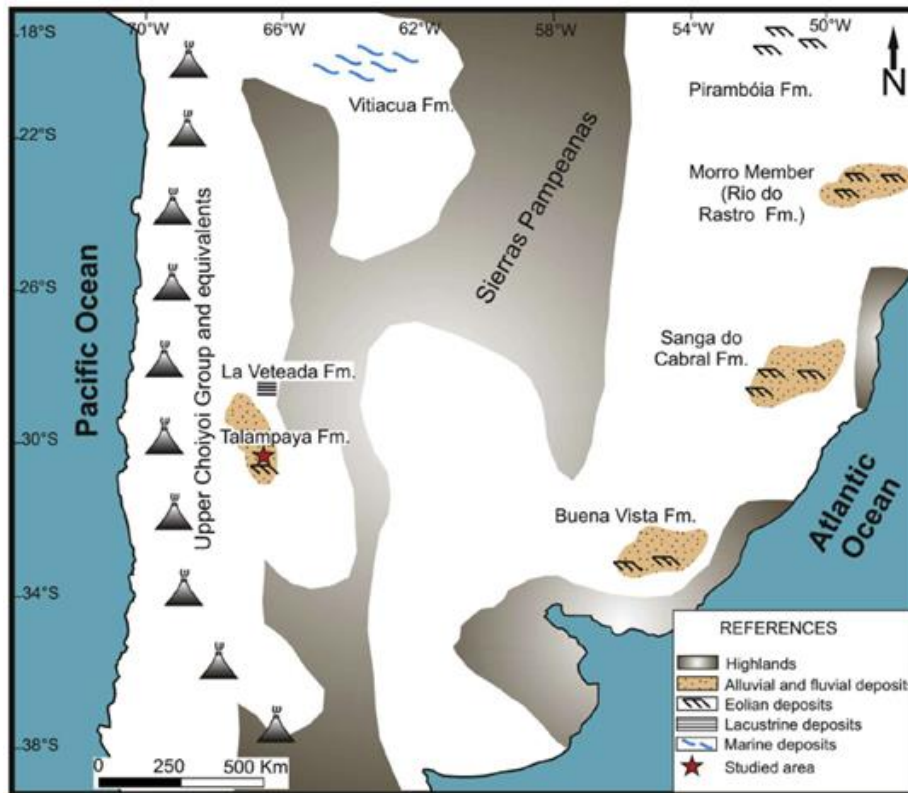 70°W
66°W
62°W
58°W
54°W
50°W
18°S
22°S
26°S
30°S
34°S
38°S
N
Vitiacua Fm.
Pirambóia Fm.
Morro Member
(Rio do
Rastro Fm.)
Sierras Pampeanas
Pacific Ocean
Upper Choiyoi Group and equivalents
Sanga do
Cabral Fm.
La Veteada Fm.
Talampaya Fm.
Buena Vista Fm.
Atlantic
Ocean
REFERENCES
Highlands
Alluvial and fluvial deposits
Eolian deposits
Lacustrine deposits
Marine deposits
Studied area
0 250 500 Km